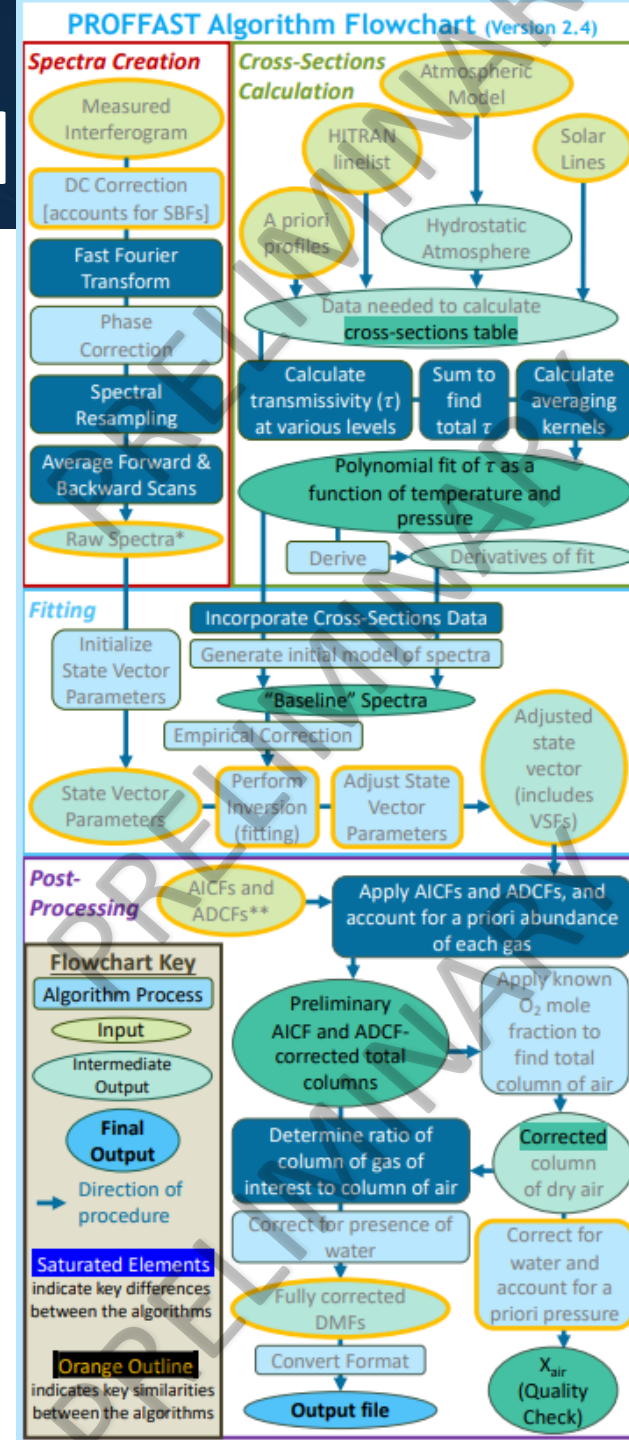 PROFFAST Algorithm Flowchart (Version 2.4)
Spectra Creation
Measured
Interferogram
DC Correction
[accounts for SBFs]
Fast Fourier
Transform
Phase
Correction
Spectral
Resampling
Average Forward &
Backward Scans
Raw Spectra*
Cross-Sections
Calculation
Atmospheric
Model
HITRAN
linelist
Solar
Lines
A priori
profiles
Hydrostatic
Atmosphere
Data needed to calculate
cross-sections table
Calculate
transmissivity (τ)
at various levels
Sum to
find
total τ
Calculate
averaging
kernels
Polynomial fit of τ as a
function of temperature and
pressure
Derive
Derivatives of fit
Fitting
Initialize
State Vector
Parameters
Incorporate Cross-Sections Data
Generate initial model of spectra
"Baseline" Spectra
Empirical Correction
State Vector
Parameters
Perform
Inversion
(fitting)
Adjust State
Vector
Parameters
Adjusted
state
vector
(includes
VSFs)
Post-
Processing
AICFs and
ADCFs**
Apply AICFs and ADCFs, and
account for a priori abundance
of each gas
Preliminary
AICF and ADCF-
corrected total
columns
Apply known
O₂ mole
fraction to
find total
column of air
Determine ratio of
column of gas of
interest to column of air
Corrected
column
of dry air
Correct for presence of
water
Correct for
water and
account for a
priori pressure
Fully corrected
DMFs
Convert Format
Output file
Xair
(Quality
Check)
Flowchart Key
Algorithm Process
Input
Intermediate
Output
Final
Output
Direction of
procedure
Saturated Elements
indicate key differences
between the algorithms
Orange Outline
indicates key similarities
between the algorithms
PRELIMINARY
PRELIMINARY
PRELIMINARY